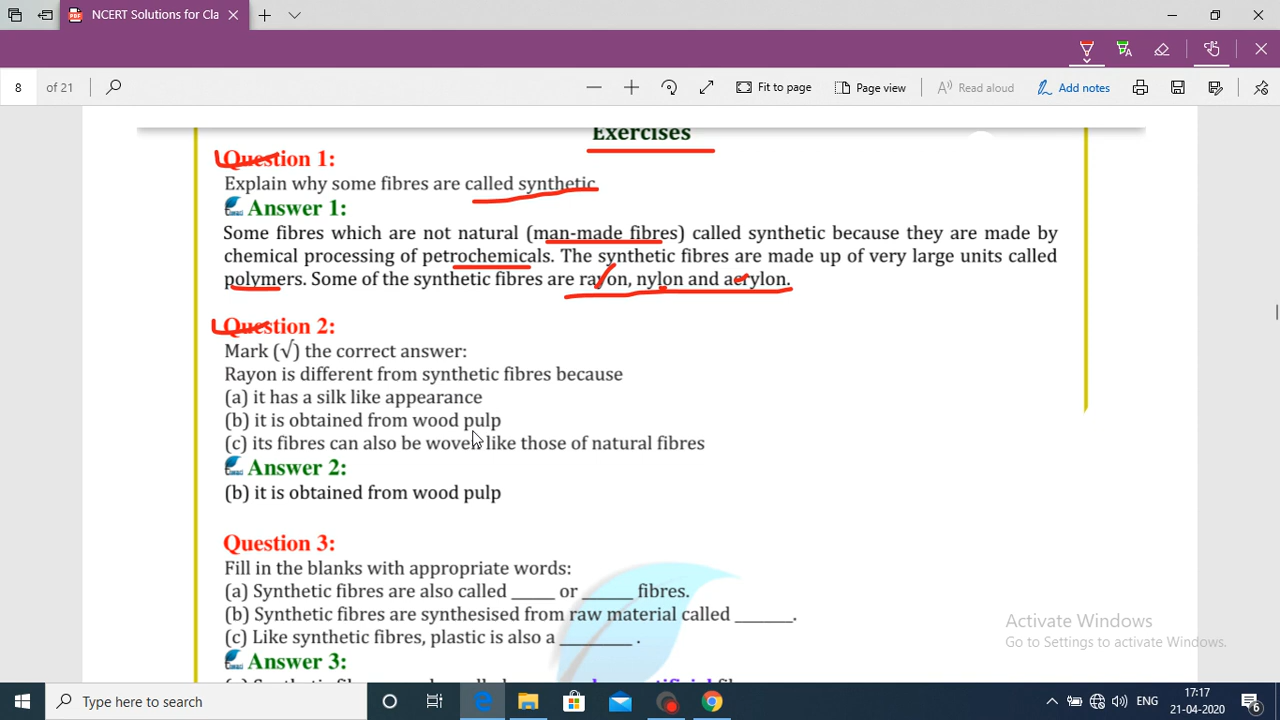 NCERT Solutions for Cla
8 of 21
Fit to page
Page view
Read aloud
Add notes
Exercises
Question 1:
Explain why some fibres are called synthetic.
Answer 1:
Some fibres which are not natural (man-made fibres) called synthetic because they are made by
chemical processing of petrochemicals. The synthetic fibres are made up of very large units called
polymers. Some of the synthetic fibres are rayon, nylon and acrylon.
Question 2:
Mark (√) the correct answer:
Rayon is different from synthetic fibres because
(a) it has a silk like appearance
(b) it is obtained from wood pulp
(c) its fibres can also be woven like those of natural fibres
Answer 2:
(b) it is obtained from wood pulp
Question 3:
Fill in the blanks with appropriate words:
(a) Synthetic fibres are also called _____ or ______ fibres.
(b) Synthetic fibres are synthesised from raw material called _______.
(c) Like synthetic fibres, plastic is also a _________ .
Answer 3:
Activate Windows
Go to Settings to activate Windows.
Type here to search
ENG
17:17
21-04-2020
6